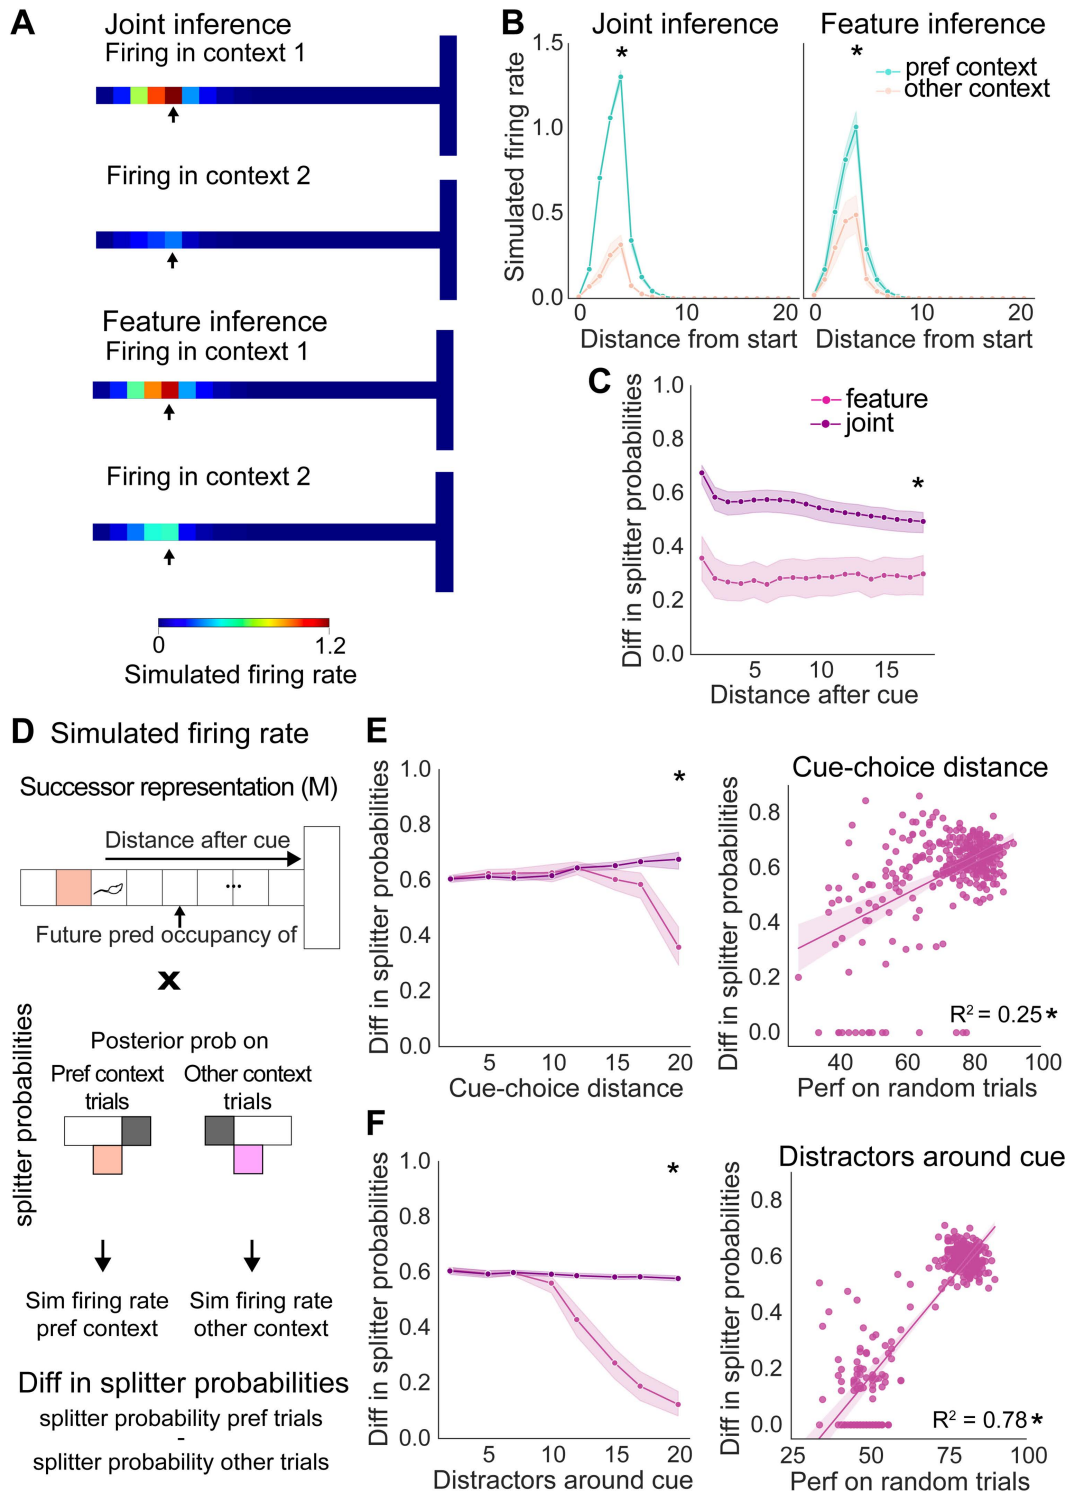 A
Joint inference
Firing in context 1
Firing in context 2
Feature inference
Firing in context 1
Firing in context 2
0
1.2
Simulated firing rate
B
Joint inference
Feature inference
Simulated firing rate
1.5
1.0
0.5
0.0
*
*
pref context
other context
0
10
20
0
10
20
Distance from start
Distance from start
C
Diff in splitter probabilities
1.0
0.8
0.6
0.4
0.2
0.0
feature
joint
*
5
10
15
Distance after cue
D
Simulated firing rate
Successor representation (M)
Distance after cue
...
Future pred occupancy of
x
splitter probabilities
Posterior prob on
Pref context
trials
Other context
trials
Sim firing rate
pref context
Sim firing rate
other context
Diff in splitter probabilities
splitter probability pref trials
-
splitter probability other trials
E
Diff in splitter probabilities
1.0
0.8
0.6
0.4
0.2
0.0
*
5
10
15
20
Cue-choice distance
Cue-choice distance
Diff in splitter probabilities
0.8
0.6
0.4
0.2
0.0
R² = 0.25 *
40
60
80
100
Perf on random trials
F
Diff in splitter probabilities
1.0
0.8
0.6
0.4
0.2
0.0
*
5
10
15
20
Distractors around cue
Distractors around cue
Diff in splitter probabilities
0.8
0.6
0.4
0.2
0.0
R² = 0.78 *
25
50
75
100
Perf on random trials